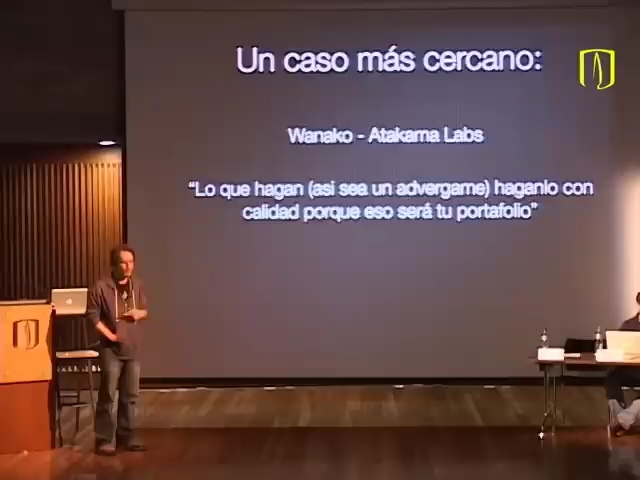 Un caso más cercano:
Wanako - Atakama Labs
“Lo que hagan (asi sea un advergame) haganlo con
calidad porque eso será tu portafolio”